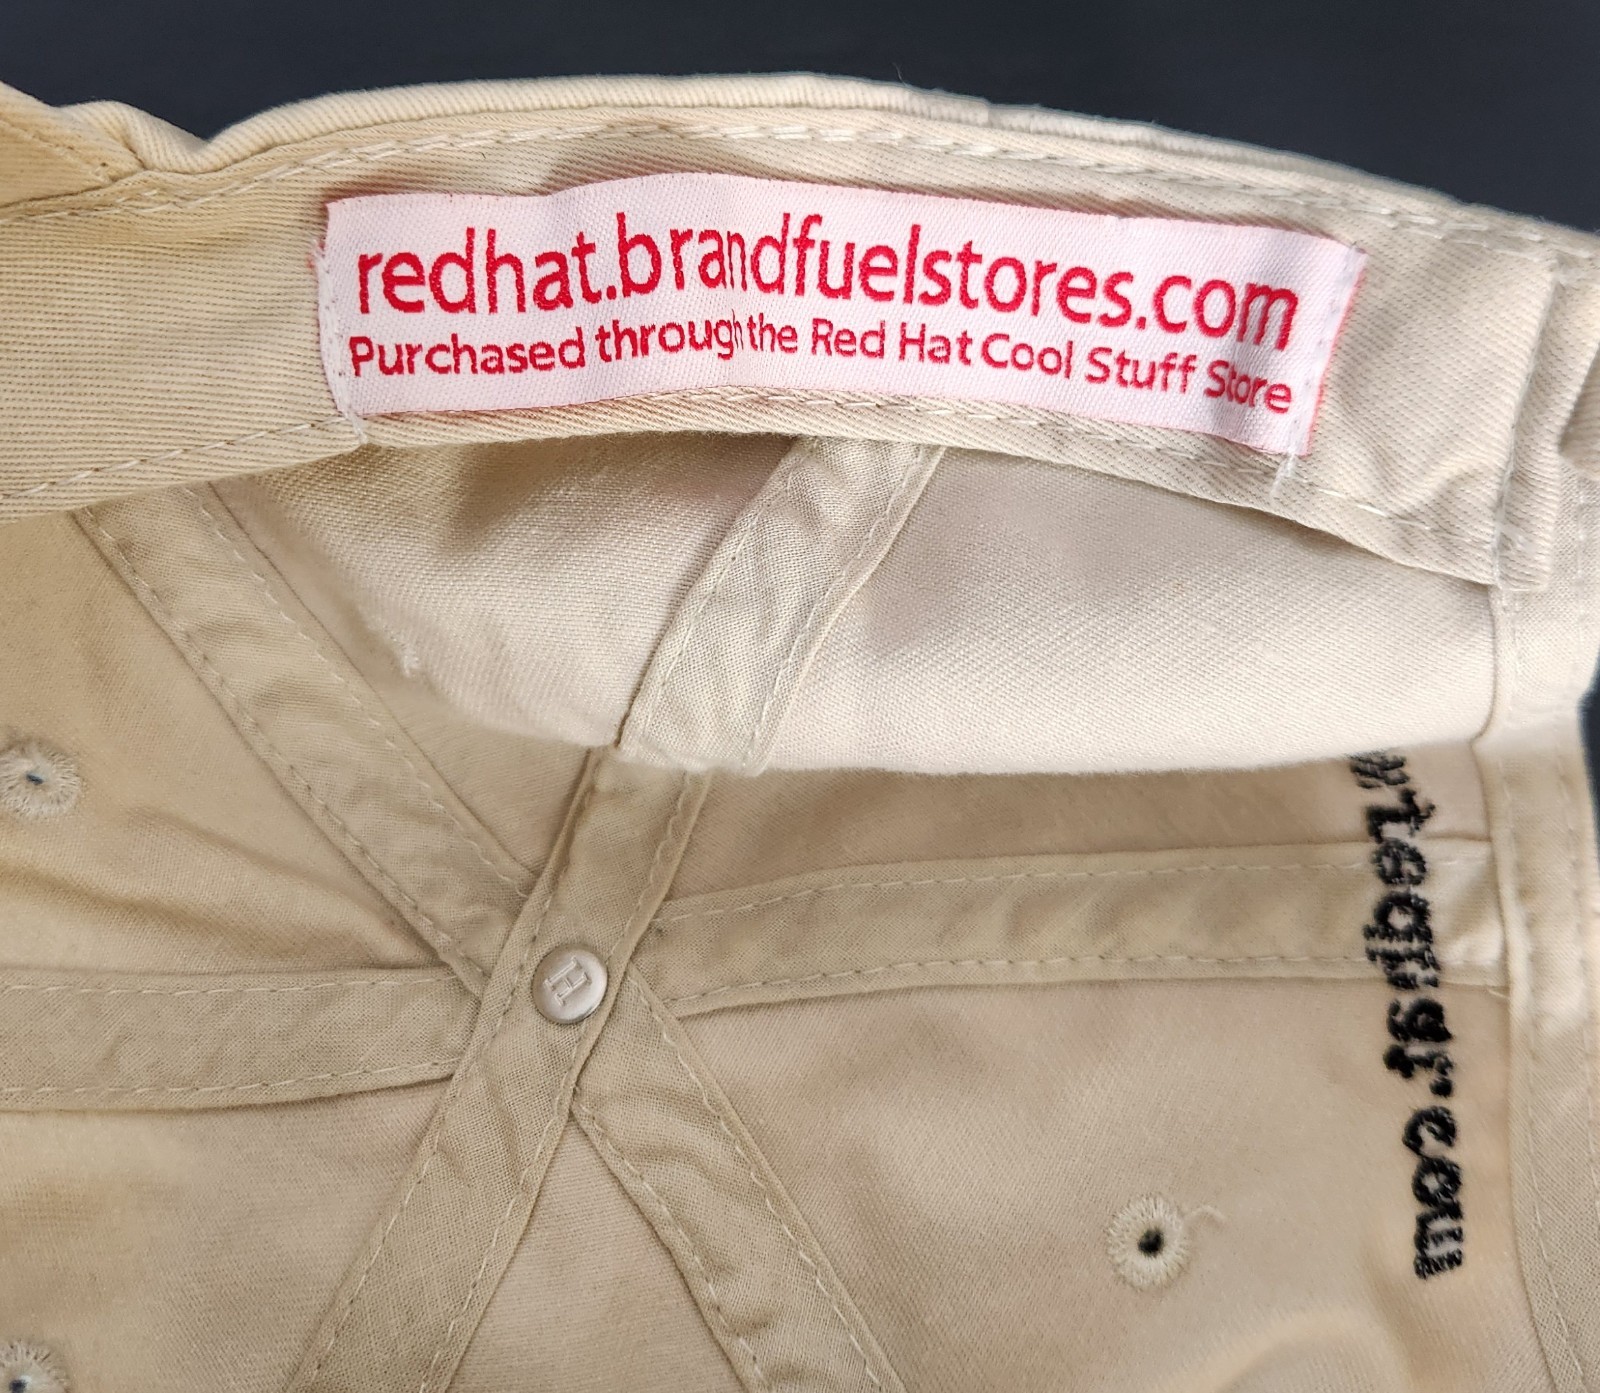 redhat.brandfuelstores.com
Purchased through the Red Hat Cool Stuff Store
H